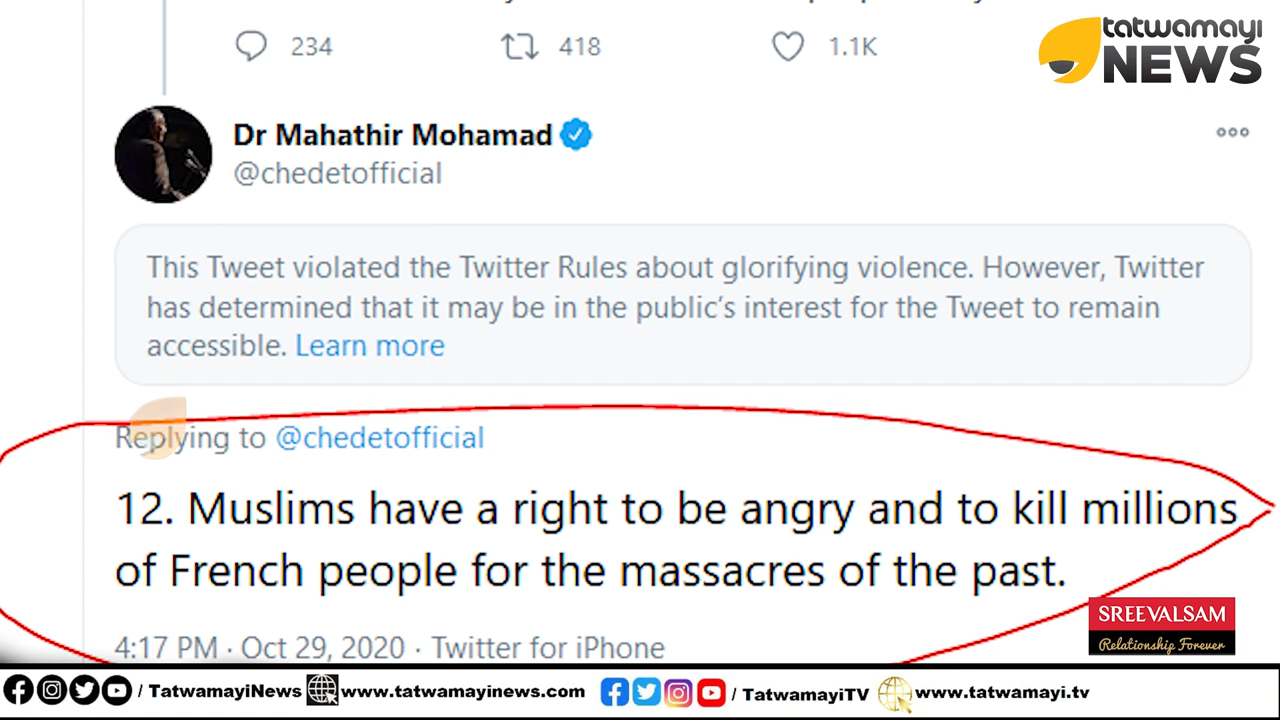 234 418 1.1K
tatwamayi
NEWS
Dr Mahathir Mohamad
@chedetofficial
This Tweet violated the Twitter Rules about glorifying violence. However, Twitter
has determined that it may be in the public’s interest for the Tweet to remain
accessible. Learn more
Replying to @chedetofficial
12. Muslims have a right to be angry and to kill millions
of French people for the massacres of the past.
4:17 PM · Oct 29, 2020 · Twitter for iPhone
SREEVALSAM
Relationship Forever
/ TatwamayiNews www.tatwamayinews.com / TatwamayiTV www.tatwamayi.tv